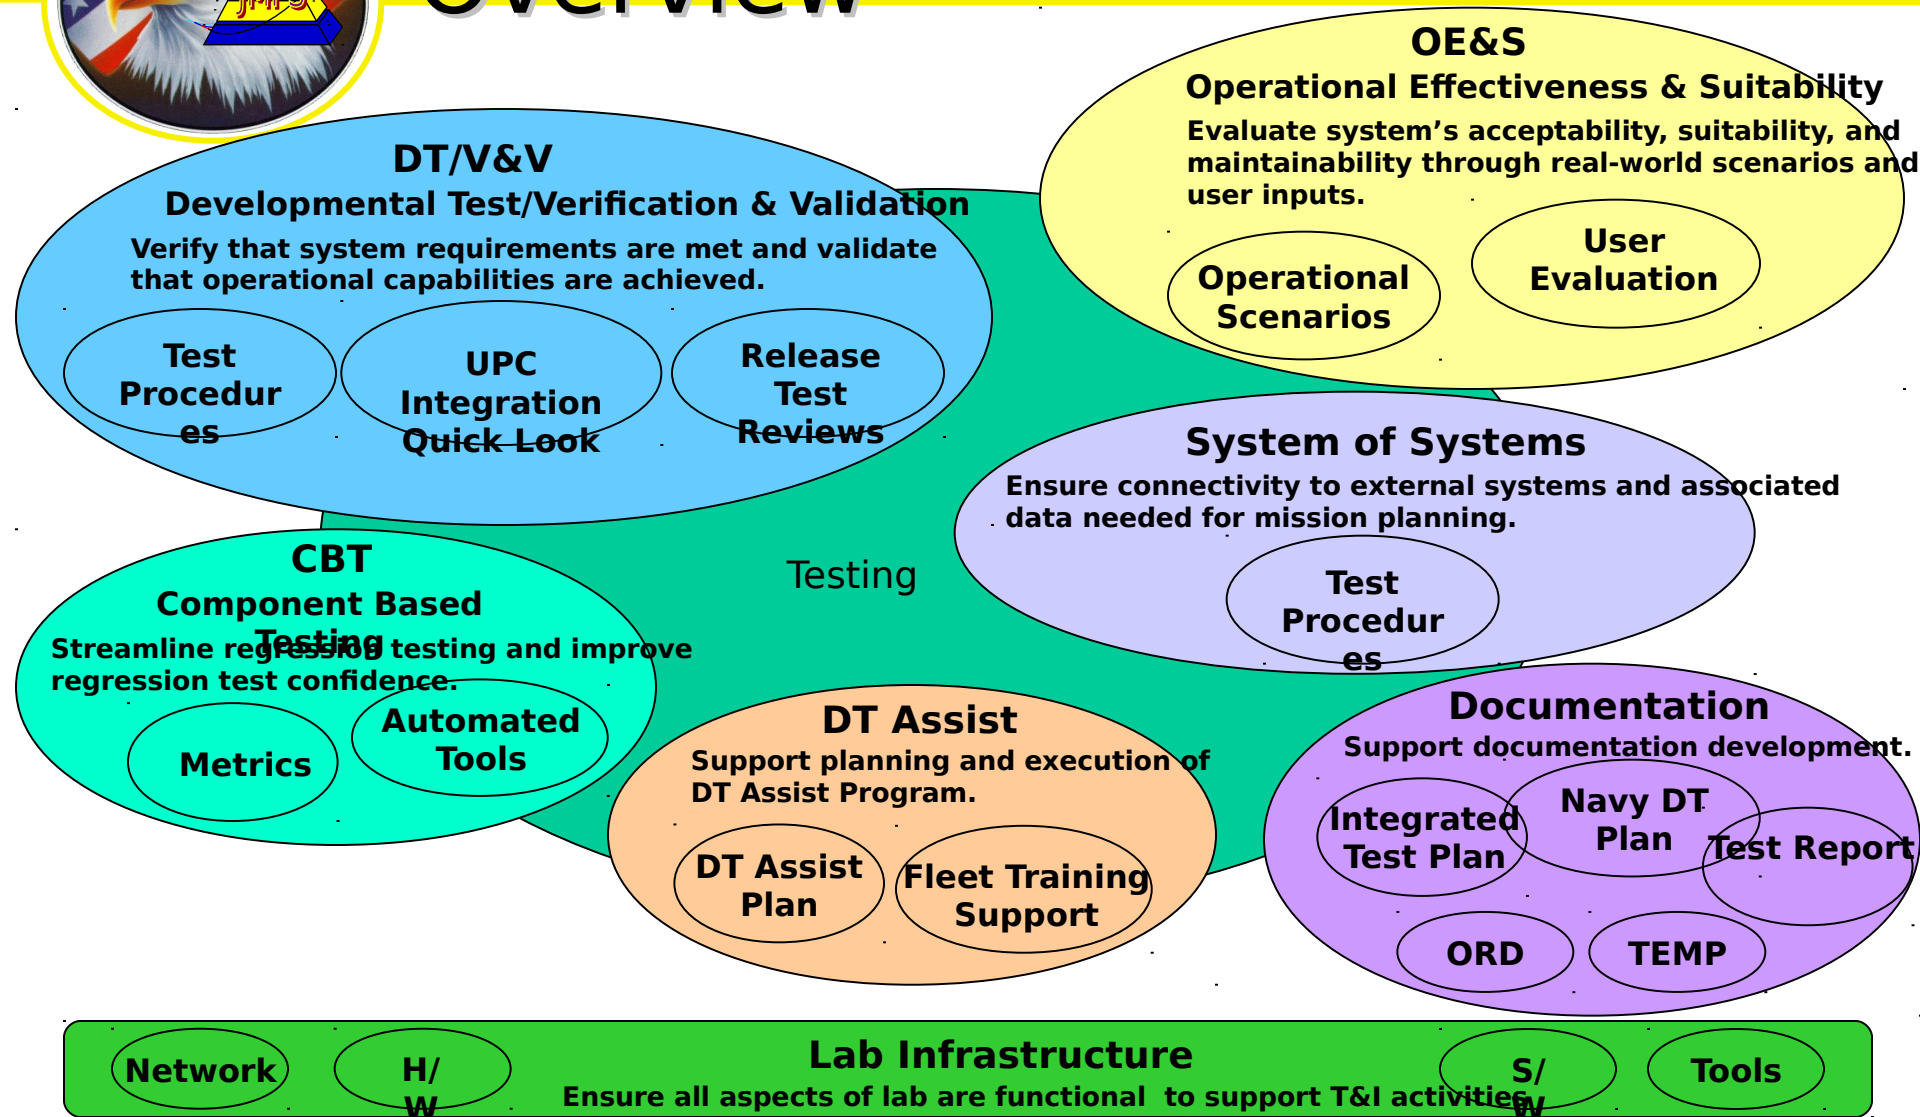 Overview
JMPS
OE&S
Operational Effectiveness & Suitability
Evaluate system’s acceptability, suitability, and
maintainability through real-world scenarios and
user inputs.
Operational
Scenarios
User
Evaluation
DT/V&V
Developmental Test/Verification & Validation
Verify that system requirements are met and validate
that operational capabilities are achieved.
Test
Procedur
es
UPC
Integration
Quick Look
Release
Test
Reviews
System of Systems
Ensure connectivity to external systems and associated
data needed for mission planning.
Test
Procedur
es
Testing
CBT
Component Based
Testing
Streamline regression testing and improve
regression test confidence.
Metrics
Automated
Tools
DT Assist
Support planning and execution of
DT Assist Program.
DT Assist
Plan
Fleet Training
Support
Documentation
Support documentation development.
Integrated
Test Plan
Navy DT
Plan
Test Report
ORD
TEMP
Lab Infrastructure
Ensure all aspects of lab are functional  to support T&I activities
Network
H/
W
S/
W
Tools